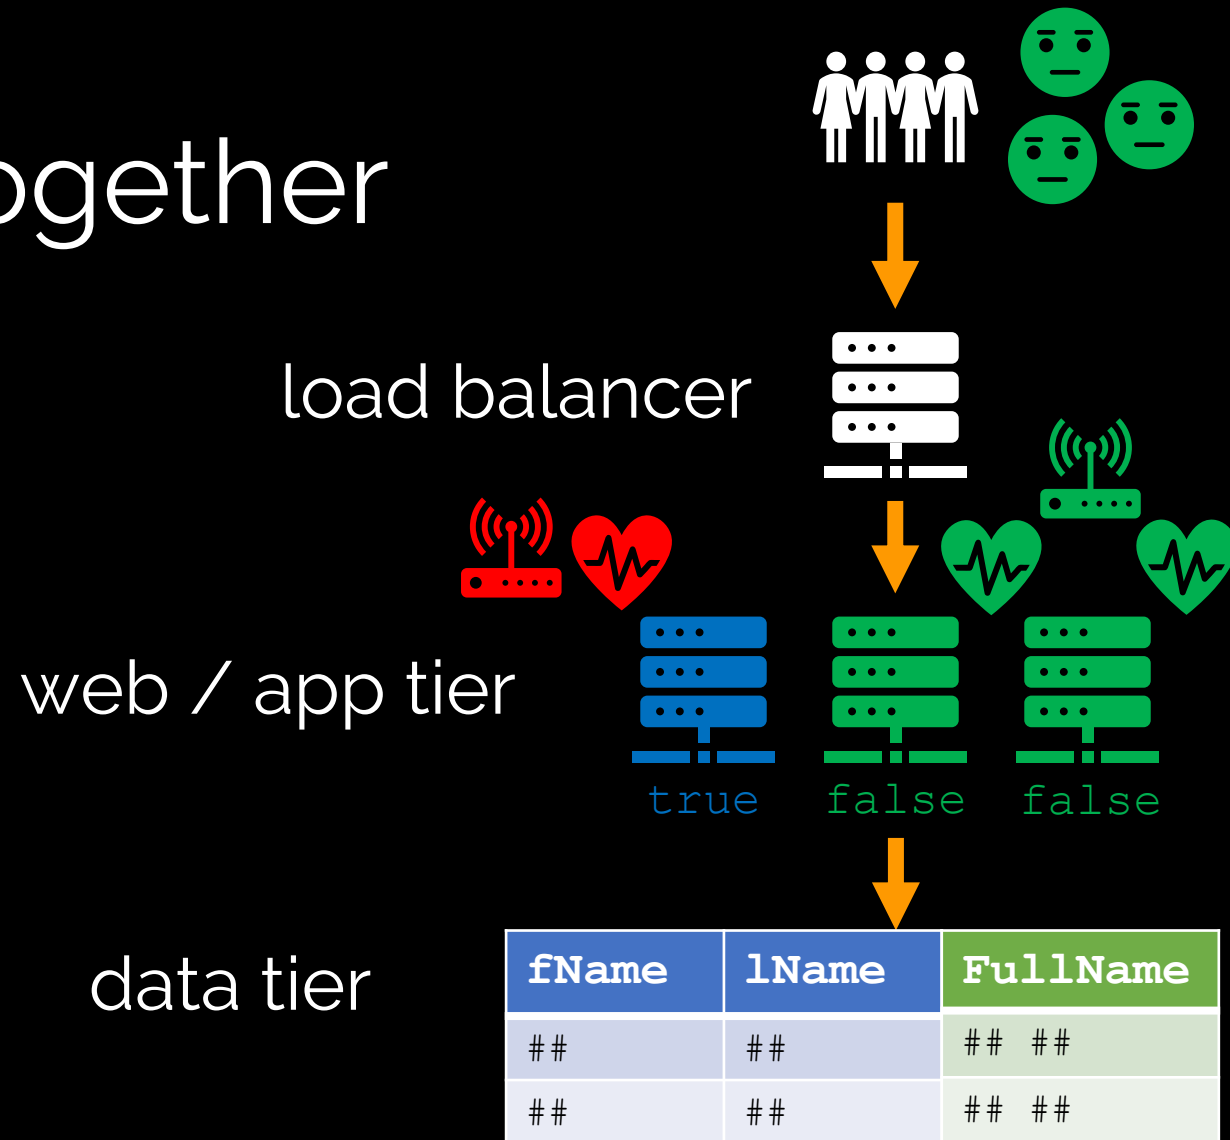 ogether
load balancer
web / app tier
true false false
data tier
fName lName FullName
## ## ## ##
## ## ## ##